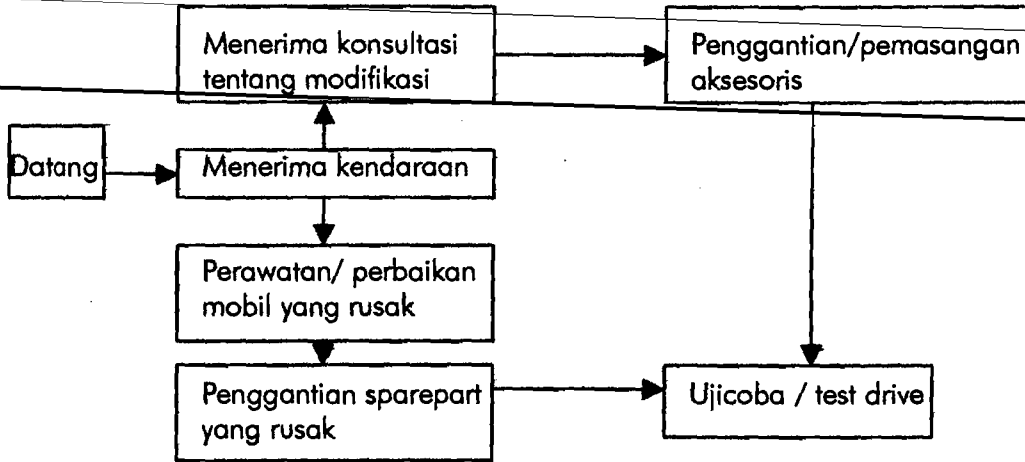 Menerima konsultasi
tentang modifikasi
Penggantian/pemasangan
aksesoris
Datang
Menerima kendaraan
Perawatan/ perbaikan
mobil yang rusak
Penggantian sparepart
yang rusak
Ujicoba / test drive